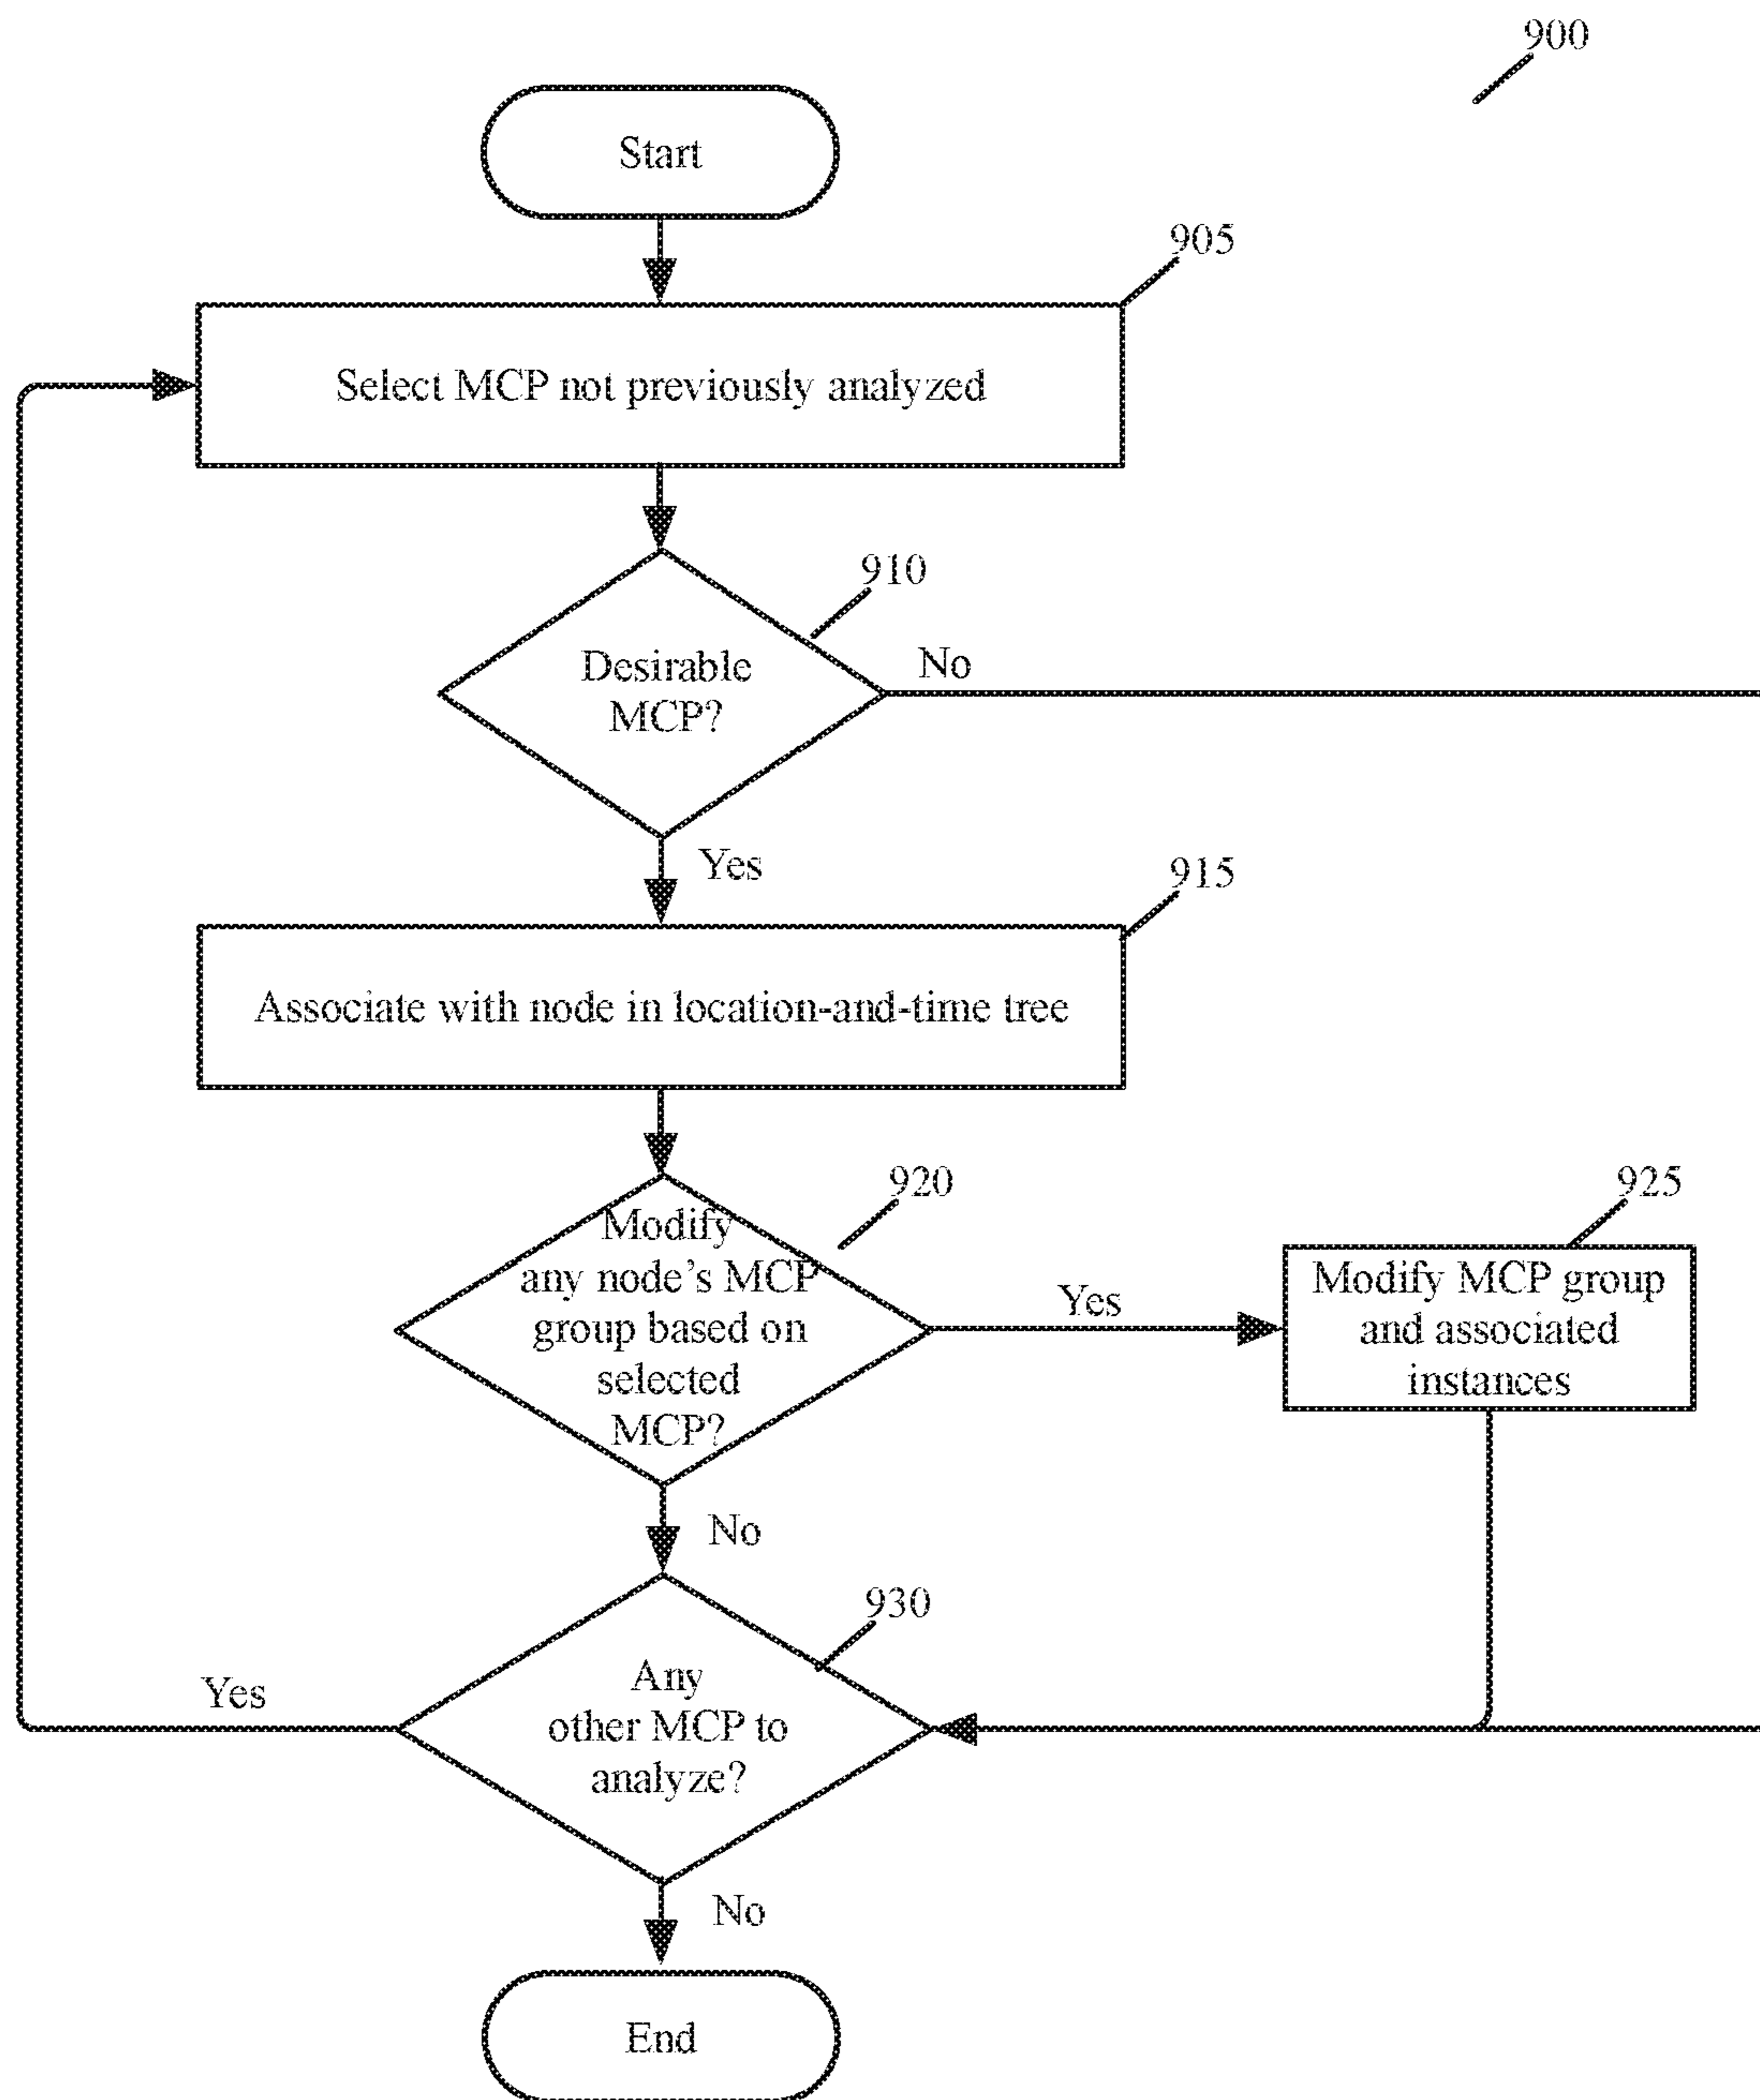 900
Start
905
Select MCP not previously analyzed
910
Desirable
MCP?
No
Yes
915
Associate with node in location-and-time tree
920
Modify
any node's MCP
group based on
selected
MCP?
Yes
925
Modify MCP group
and associated
instances
No
930
Any
other MCP to
analyze?
Yes
No
End